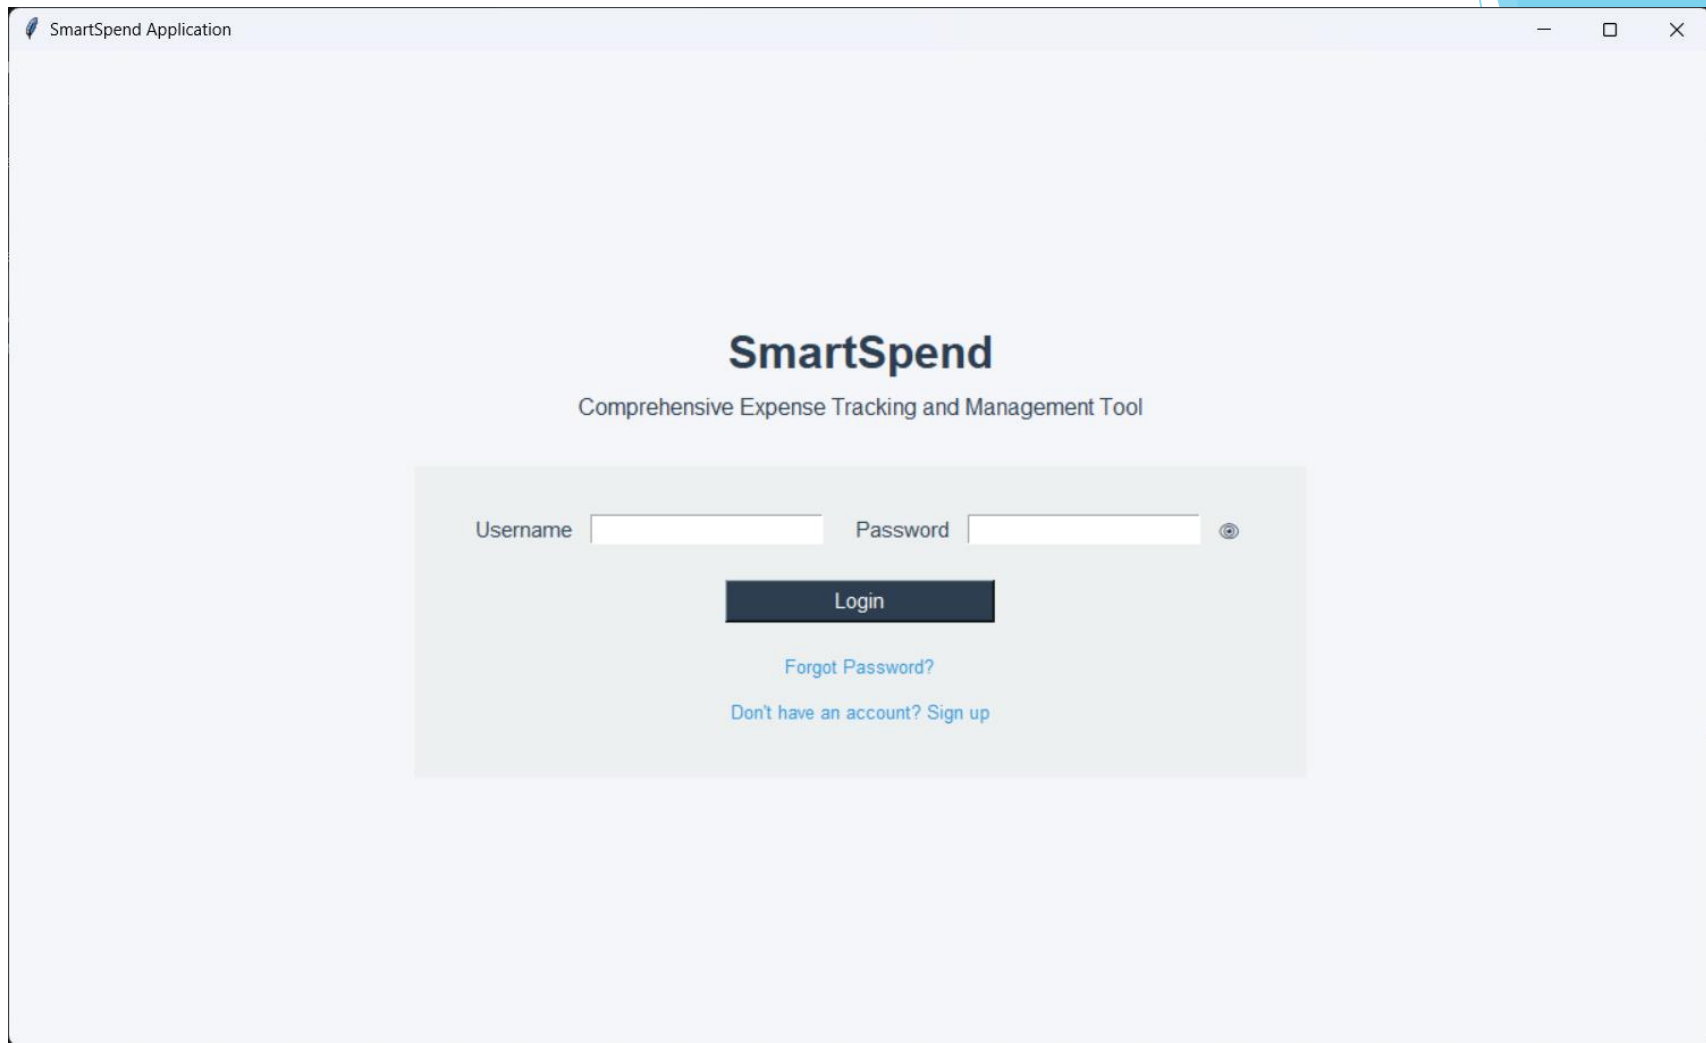 SmartSpend Application
SmartSpend
Comprehensive Expense Tracking and Management Tool
Username Password
Login
Forgot Password?
Don't have an account? Sign up